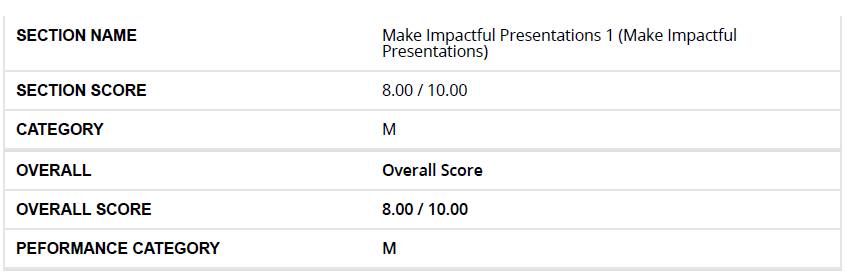 SECTION NAME Make Impactful Presentations 1 (Make Impactful
Presentations)
SECTION SCORE 8.00 / 10.00
CATEGORY M
OVERALL Overall Score
OVERALL SCORE 8.00 / 10.00
PEFORMANCE CATEGORY M